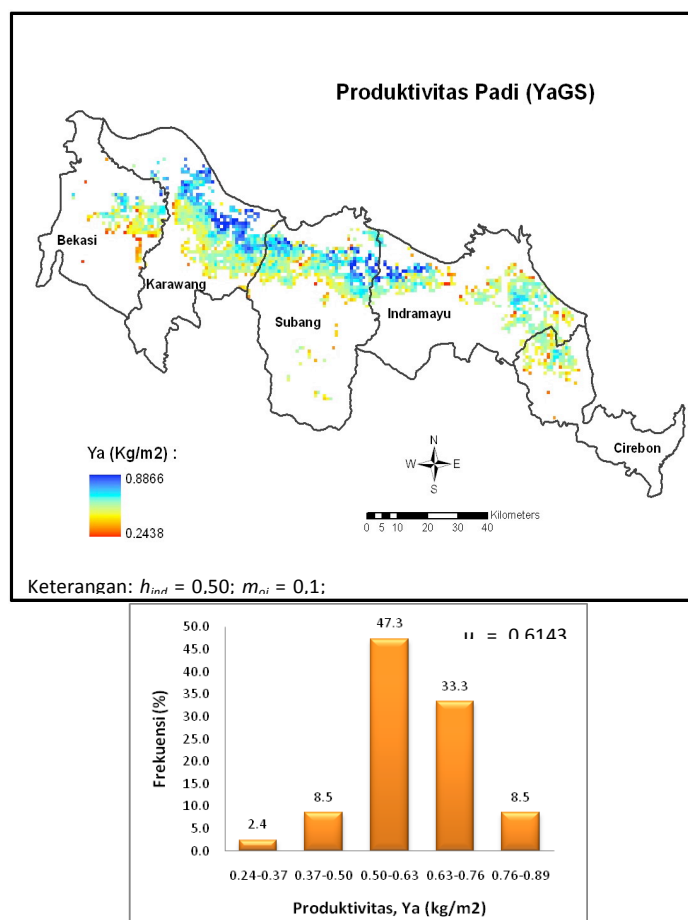 Produktivitas Padi (YaGS)
Bekasi
Karawang
Subang
Indramayu
Cirebon
Ya (Kg/m2) :
0.8866
0.2438
N
W E
S
Kilometers
0 5 10 20 30 40
Keterangan: h_ind = 0,50; m_oi = 0,1;
μ = 0.6143
Frekuensi (%)
50.0
45.0
40.0
35.0
30.0
25.0
20.0
15.0
10.0
5.0
0.0
2.4
8.5
47.3
33.3
8.5
0.24-0.37 0.37-0.50 0.50-0.63 0.63-0.76 0.76-0.89
Produktivitas, Ya (kg/m2)